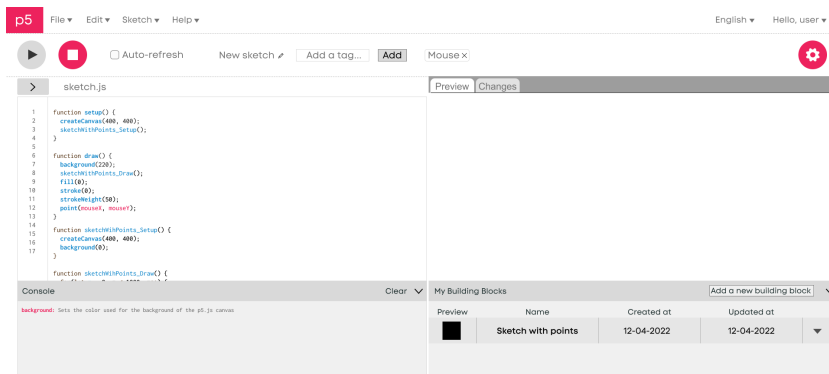 p5 File Edit Sketch Help English Hello, user
Auto-refresh New sketch Add a tag... Add Mouse ×
> sketch.js Preview Changes
1 function setup() {
2 createCanvas(400, 400);
3 sketchWithPoints_Setup();
4 }
5
6 function draw() {
7 background(220);
8 sketchWithPoints_Draw();
9 fill(0);
10 stroke(0);
11 strokeWeight(50);
12 point(mouseX, mouseY);
13 }
14
15 function sketchWihPoints_Setup() {
16 createCanvas(400, 400);
17 background(0);
}
function sketchWihPoints_Draw() {
Console Clear My Building Blocks Add a new building block
background: Sets the color used for the background of the p5.js canvas
Preview Name Created at Updated at
Sketch with points 12-04-2022 12-04-2022